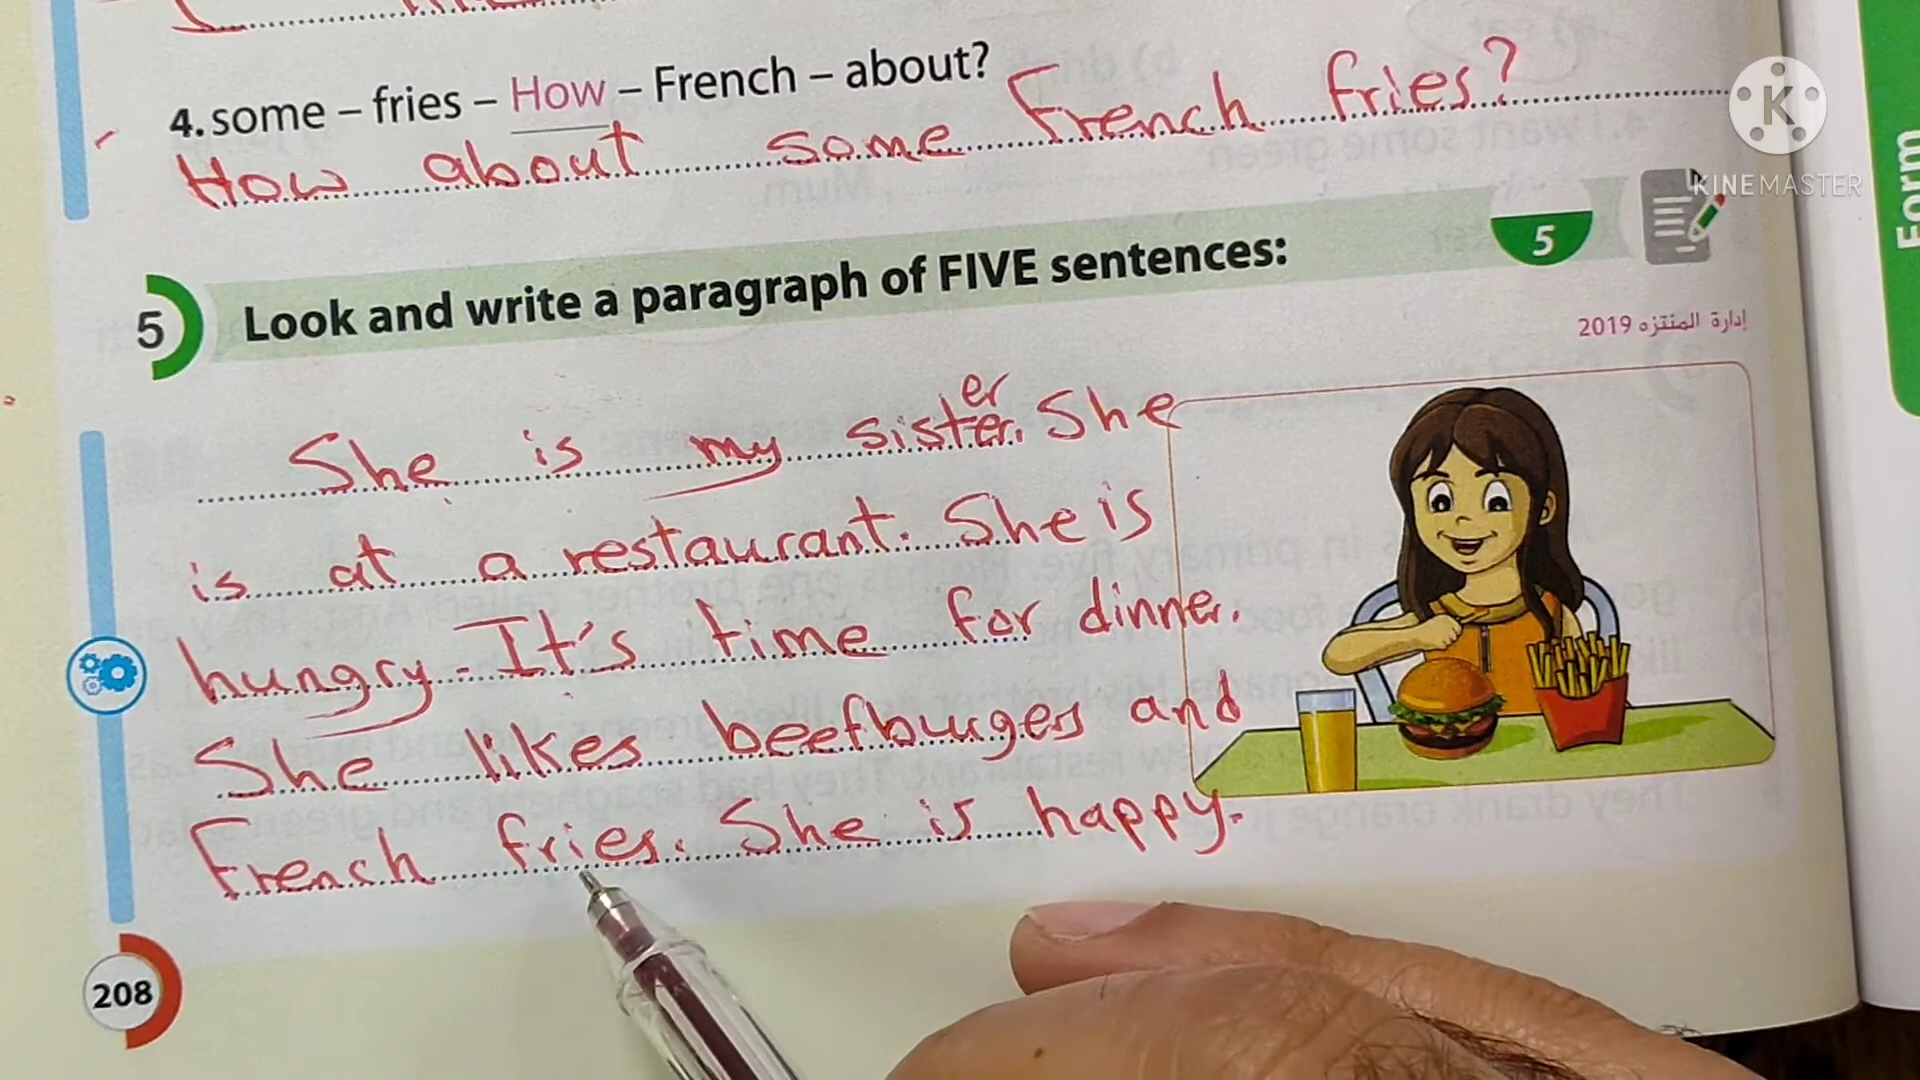 4. some – fries – How – French – about?
How about some French fries?
KINEMASTER
Form
5 Look and write a paragraph of FIVE sentences:
5
إدارة المنتزه 2019
er
She is my sister. She
is at a restaurant. She is
hungry. It's time for dinner.
She likes beefburgers and
French fries. She is happy.
208